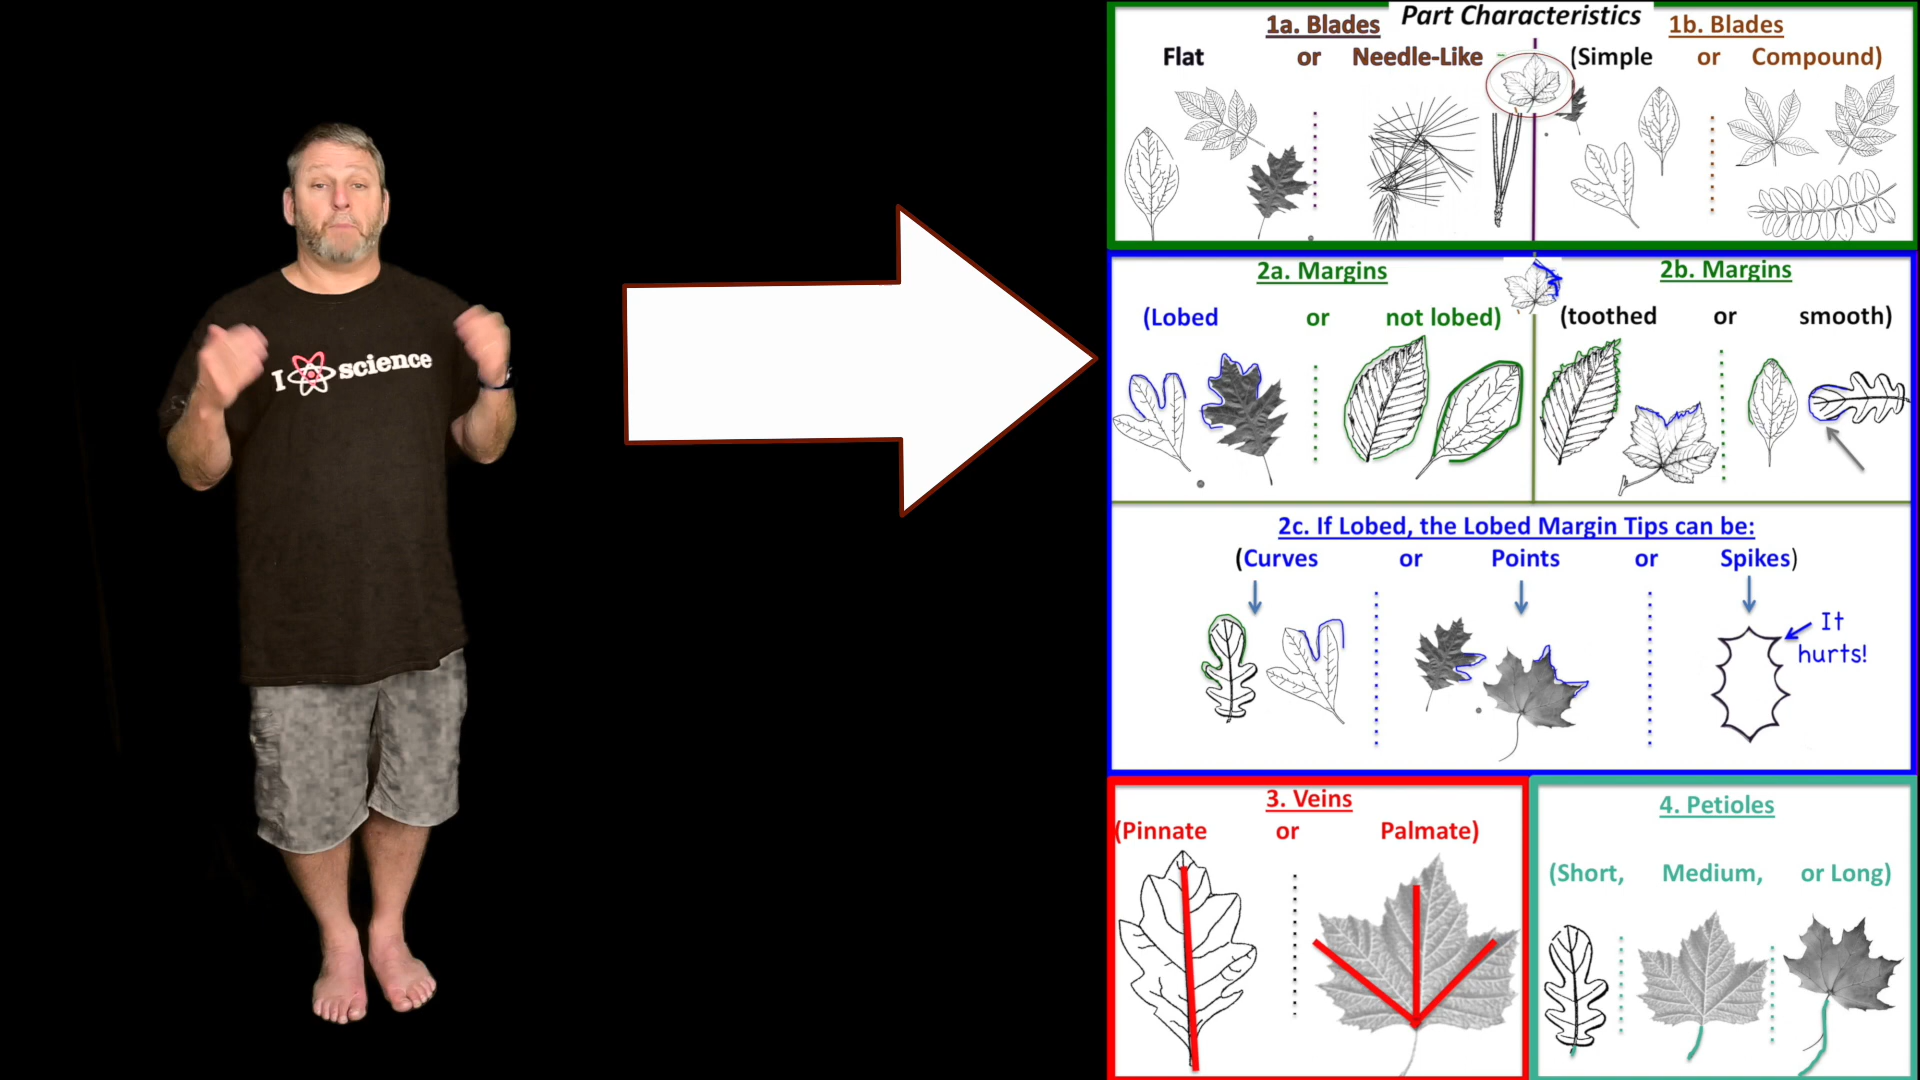 I science
Part Characteristics
1a. Blades
Flat or Needle-Like
1b. Blades
(Simple or Compound)
2a. Margins
(Lobed or not lobed)
2b. Margins
(toothed or smooth)
2c. If Lobed, the Lobed Margin Tips can be:
(Curves or Points or Spikes)
It
hurts!
3. Veins
(Pinnate or Palmate)
4. Petioles
(Short, Medium, or Long)